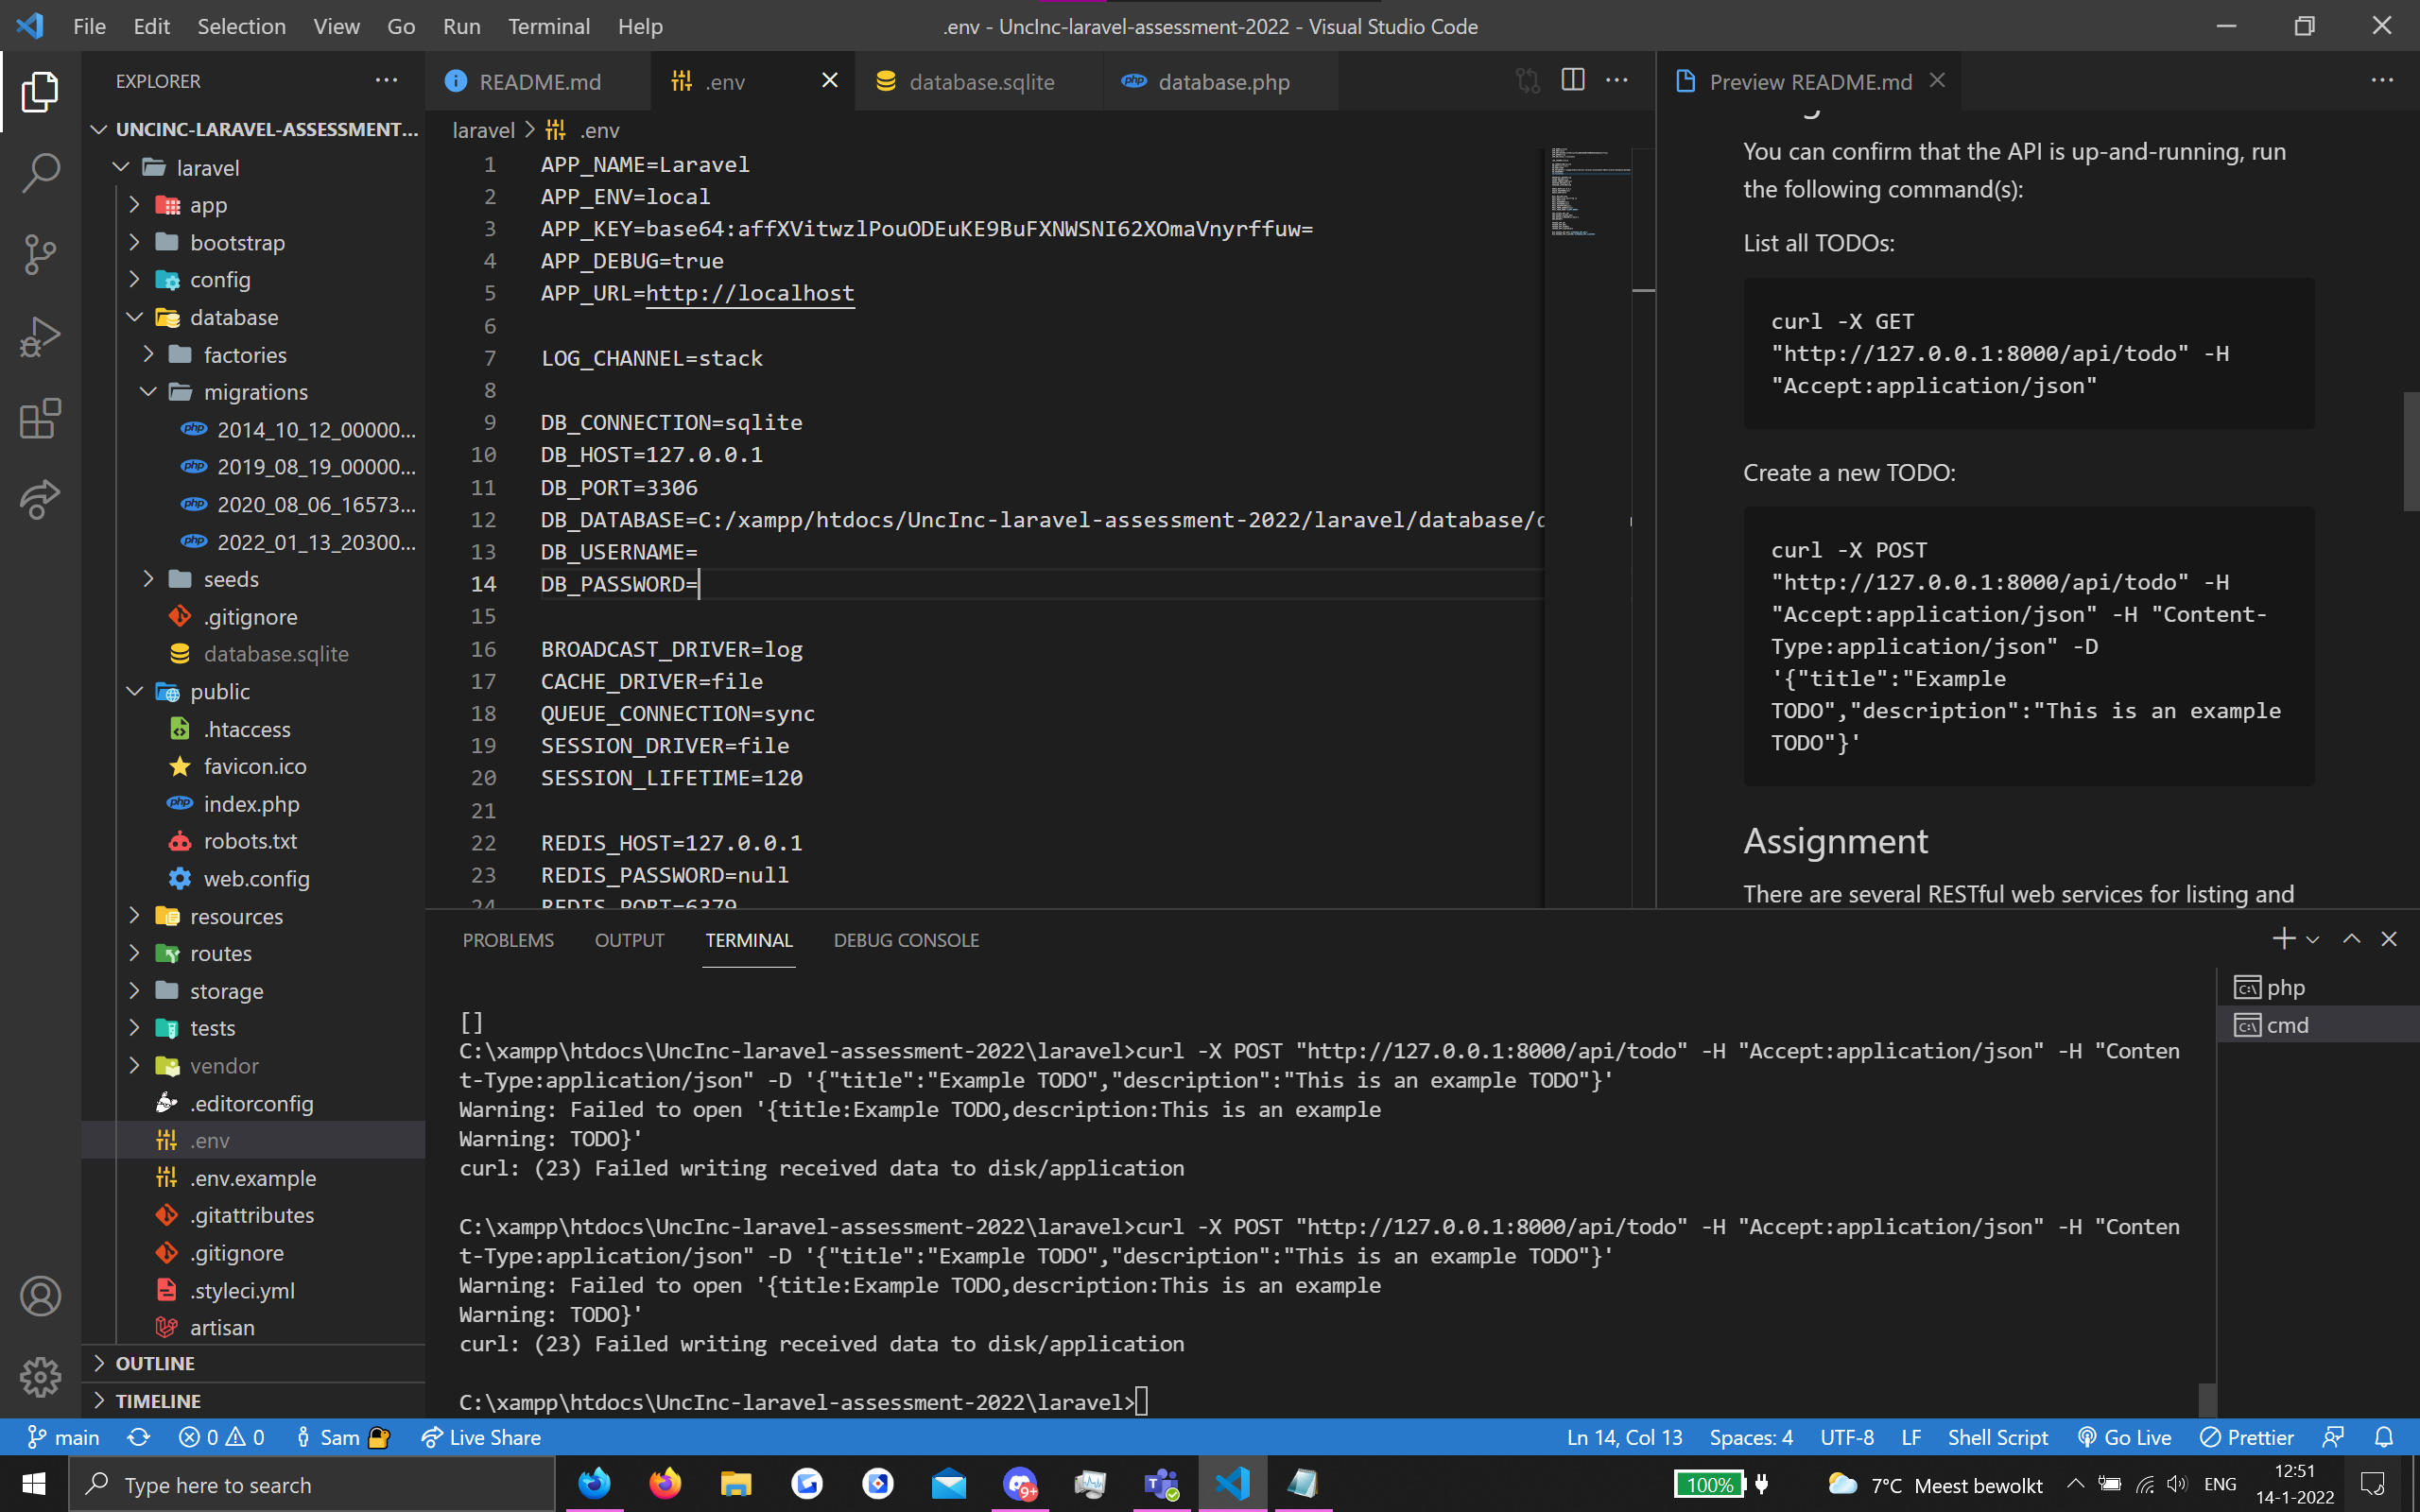 File Edit Selection View Go Run Terminal Help
.env - UncInc-laravel-assessment-2022 - Visual Studio Code
EXPLORER
UNCINC-LARAVEL-ASSESSMENT...
laravel
app
bootstrap
config
database
factories
migrations
2014_10_12_00000...
2019_08_19_00000...
2020_08_06_16573...
2022_01_13_20300...
seeds
.gitignore
database.sqlite
public
.htaccess
favicon.ico
index.php
robots.txt
web.config
resources
routes
storage
tests
vendor
.editorconfig
.env
.env.example
.gitattributes
.gitignore
.styleci.yml
artisan
OUTLINE
TIMELINE
README.md
.env
database.sqlite
database.php
laravel > .env
1 APP_NAME=Laravel
2 APP_ENV=local
3 APP_KEY=base64:affXVitwzlPouODEuKE9BuFXNWSNI62XOmaVnyrffuw=
4 APP_DEBUG=true
5 APP_URL=http://localhost
6
7 LOG_CHANNEL=stack
8
9 DB_CONNECTION=sqlite
10 DB_HOST=127.0.0.1
11 DB_PORT=3306
12 DB_DATABASE=C:/xampp/htdocs/UncInc-laravel-assessment-2022/laravel/database/
13 DB_USERNAME=
14 DB_PASSWORD=
15
16 BROADCAST_DRIVER=log
17 CACHE_DRIVER=file
18 QUEUE_CONNECTION=sync
19 SESSION_DRIVER=file
20 SESSION_LIFETIME=120
21
22 REDIS_HOST=127.0.0.1
23 REDIS_PASSWORD=null
24 REDIS_PORT=6379
Preview README.md
You can confirm that the API is up-and-running, run
the following command(s):
List all TODOs:
curl -X GET
"http://127.0.0.1:8000/api/todo" -H
"Accept:application/json"
Create a new TODO:
curl -X POST
"http://127.0.0.1:8000/api/todo" -H
"Accept:application/json" -H "Content-
Type:application/json" -D
'{"title":"Example
TODO","description":"This is an example
TODO"}'
Assignment
There are several RESTful web services for listing and
PROBLEMS OUTPUT TERMINAL DEBUG CONSOLE
php
cmd
[]
C:\xampp\htdocs\UncInc-laravel-assessment-2022\laravel>curl -X POST "http://127.0.0.1:8000/api/todo" -H "Accept:application/json" -H "Conten
t-Type:application/json" -D '{"title":"Example TODO","description":"This is an example TODO"}'
Warning: Failed to open '{title:Example TODO,description:This is an example
Warning: TODO}'
curl: (23) Failed writing received data to disk/application
C:\xampp\htdocs\UncInc-laravel-assessment-2022\laravel>curl -X POST "http://127.0.0.1:8000/api/todo" -H "Accept:application/json" -H "Conten
t-Type:application/json" -D '{"title":"Example TODO","description":"This is an example TODO"}'
Warning: Failed to open '{title:Example TODO,description:This is an example
Warning: TODO}'
curl: (23) Failed writing received data to disk/application
C:\xampp\htdocs\UncInc-laravel-assessment-2022\laravel>
main 0 0 Sam Live Share
Ln 14, Col 13 Spaces: 4 UTF-8 LF Shell Script Go Live Prettier
Type here to search
9+
100%
7°C Meest bewolkt
ENG
12:51
14-1-2022